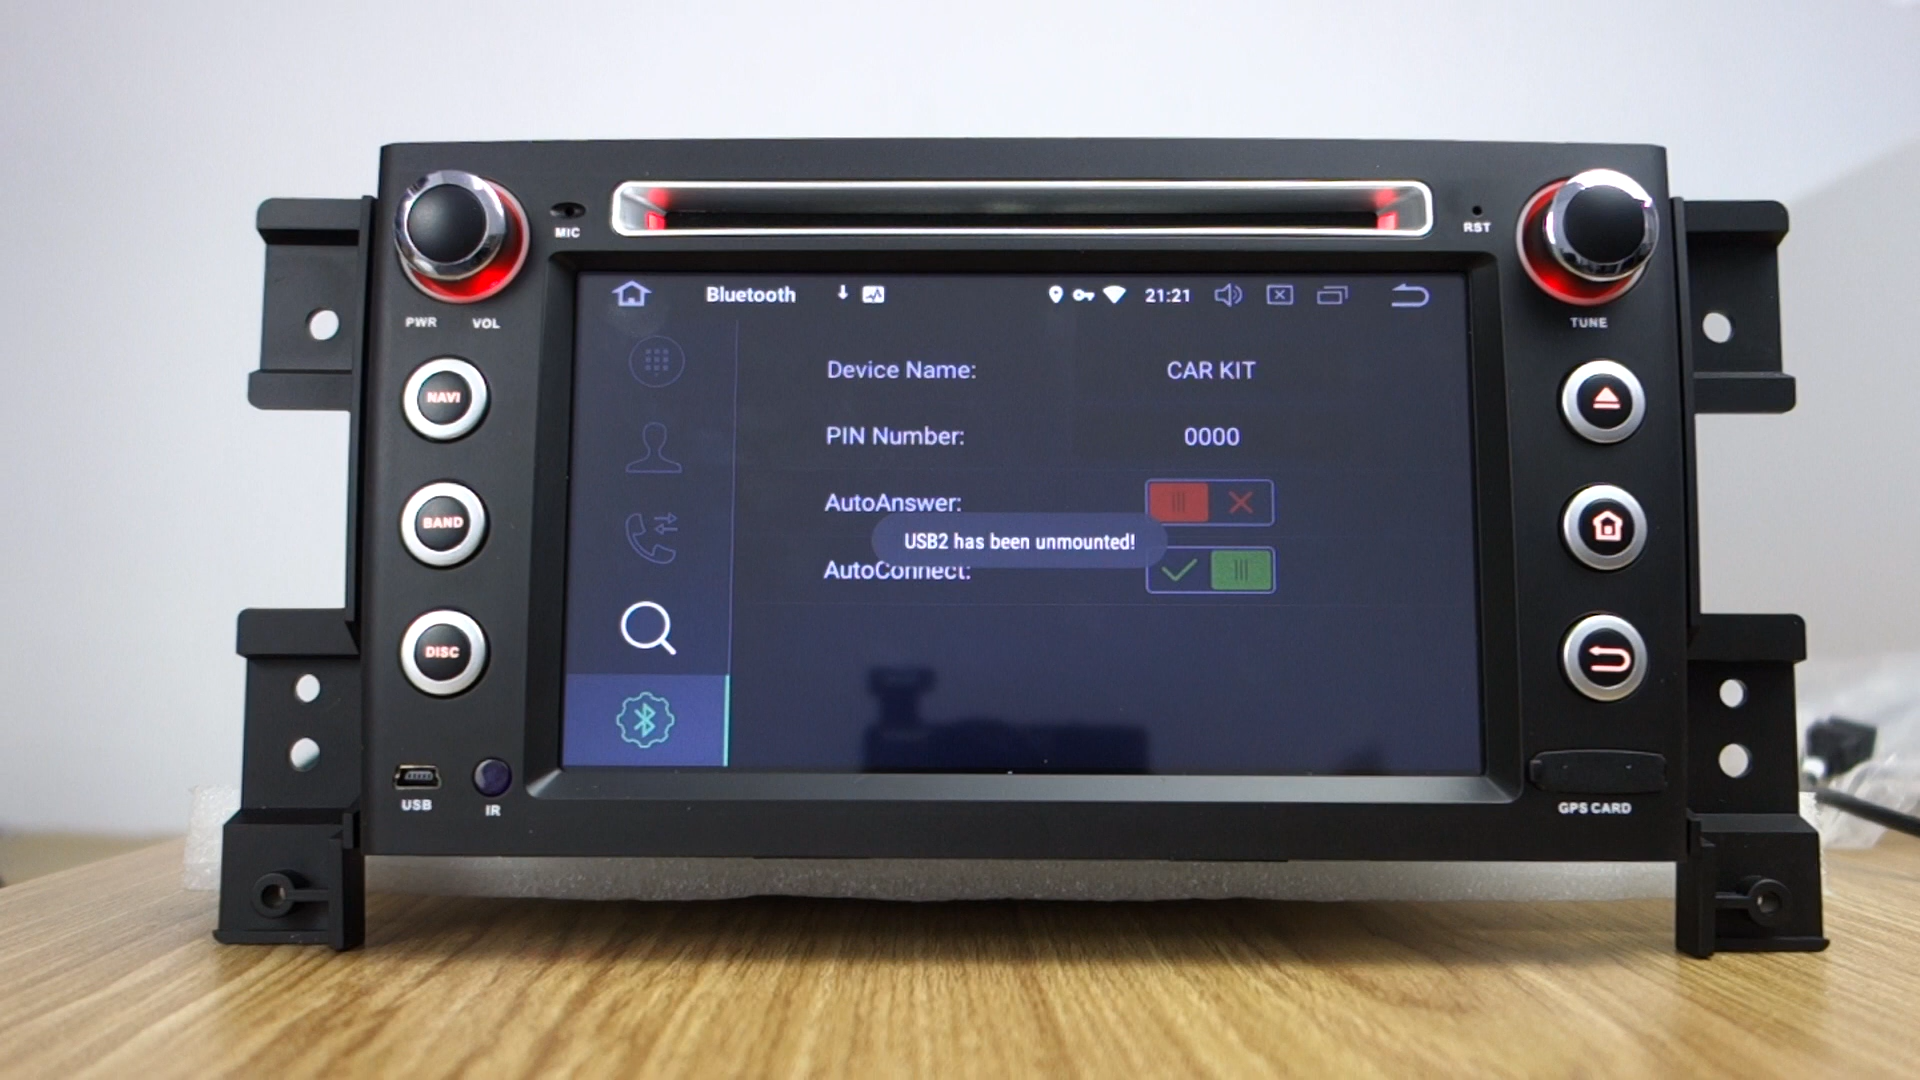 MIC
RST
Bluetooth
21:21
PWR VOL
TUNE
Device Name: CAR KIT
NAVI
PIN Number: 0000
AutoAnswer:
BAND
USB2 has been unmounted!
AutoConnect:
DISC
USB
IR
GPS CARD